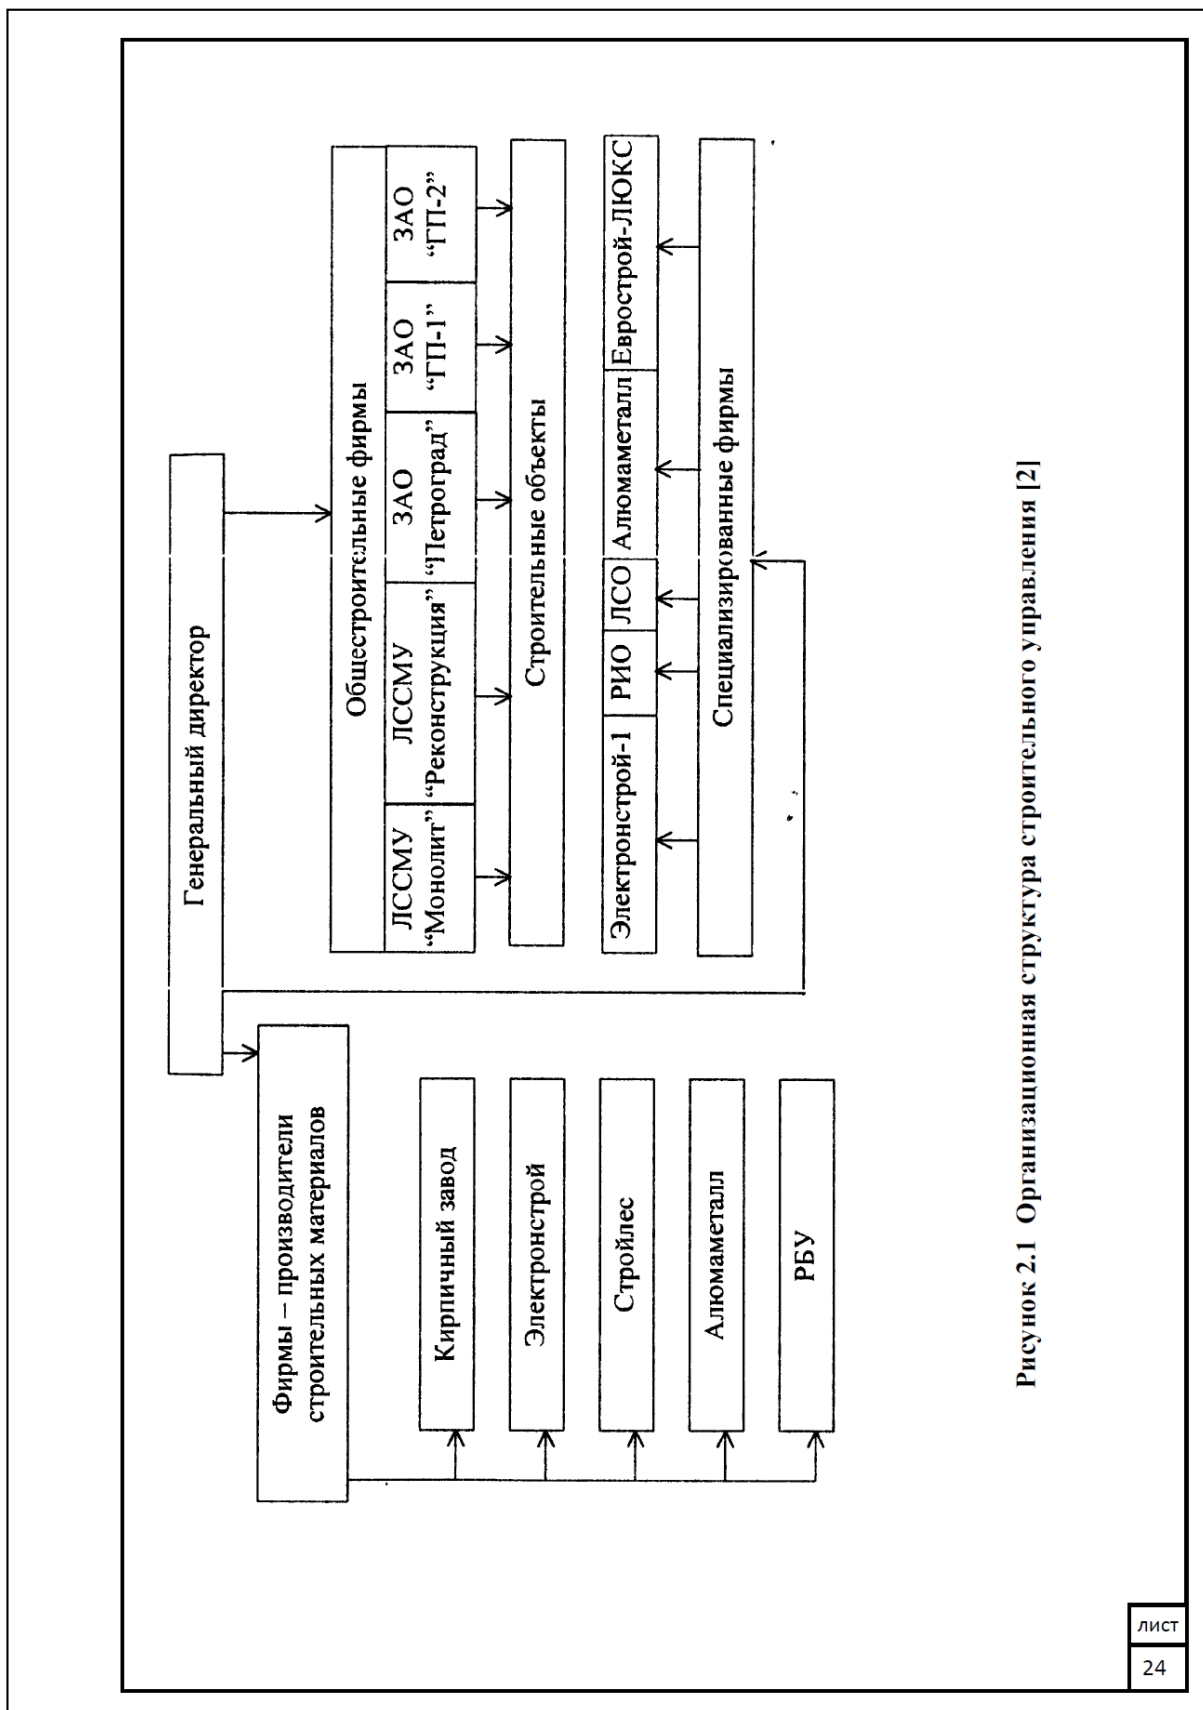 Генеральный директор
Фирмы – производители
строительных материалов
Кирпичный завод
Электронстрой
Стройлес
Алюмаметалл
РБУ
Общестроительные фирмы
ЛССМУ
“Монолит”
ЛССМУ
“Реконструкция”
ЗАО
“Петроград”
ЗАО
“ГП-1”
ЗАО
“ГП-2”
Строительные объекты
Электронстрой-1
РИО
ЛСО
Алюмаметалл
Еврострой-ЛЮКС
Специализированные фирмы
Рисунок 2.1 Организационная структура строительного управления [2]
лист
24